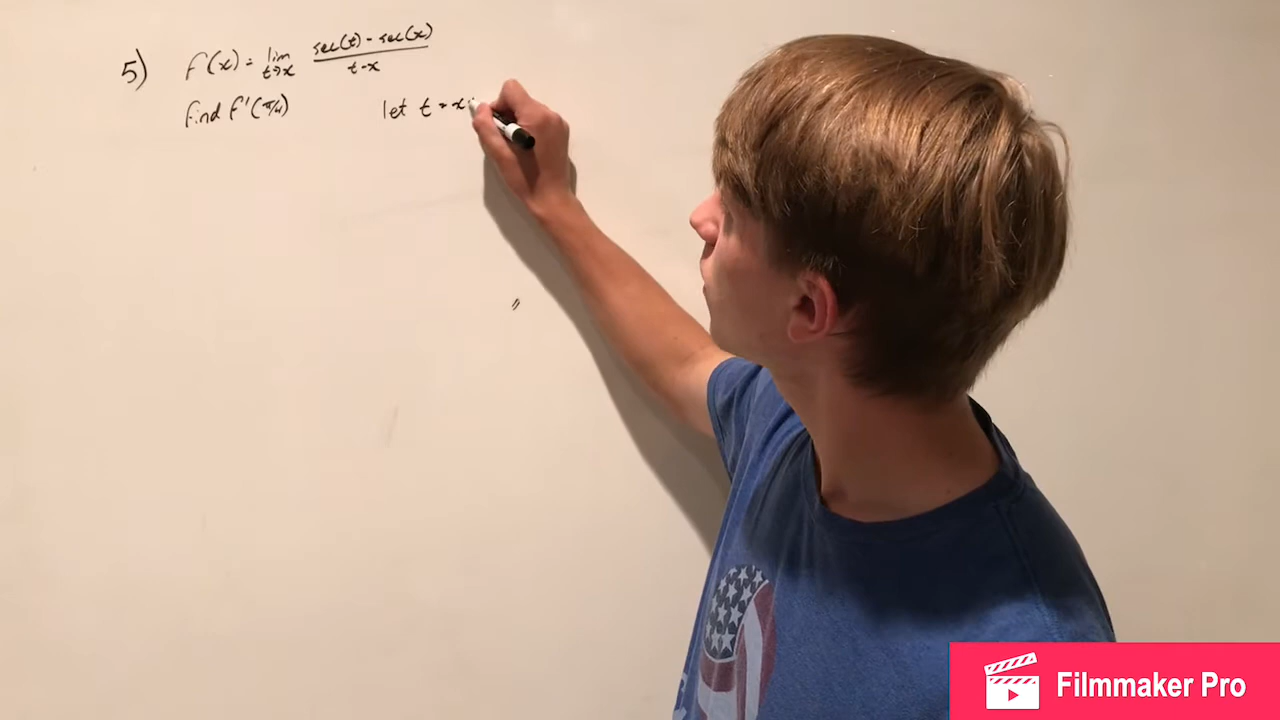 5) f(x) = lim t→x sec(t) - sec(x) / t-x
find f'(π/4)
let t = x
Filmmaker Pro